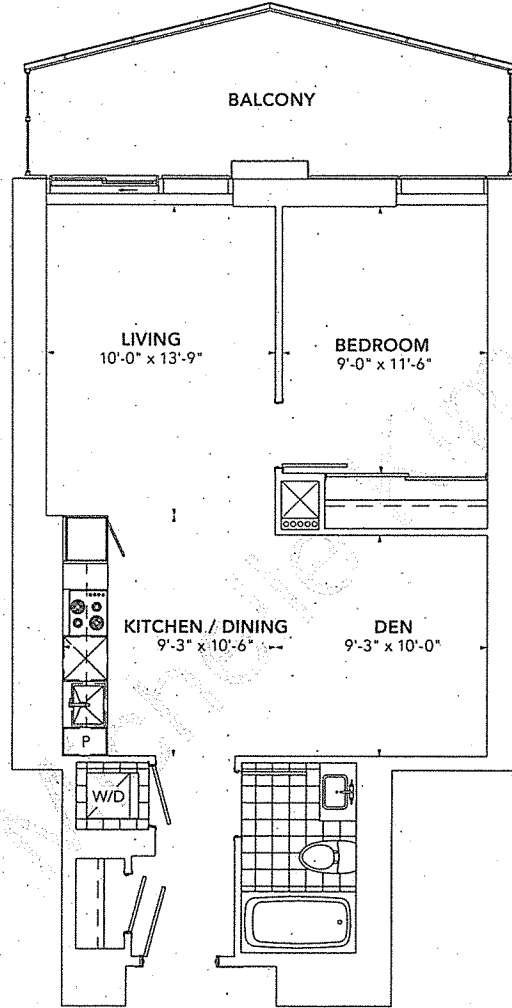 BALCONY
LIVING
10'-0" x 13'-9"
BEDROOM
9'-0" x 11'-6"
KITCHEN / DINING
9'-3" x 10'-6"
DEN
9'-3" x 10'-0"
P
W/D